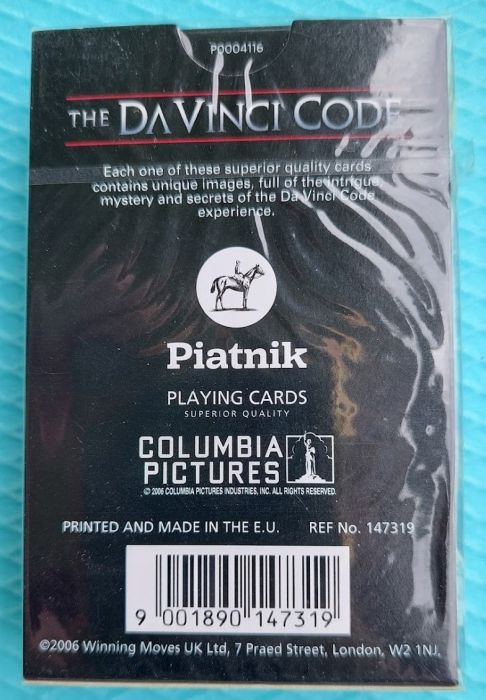 P0004116
THE DA VINCI CODE
Each one of these superior quality cards
contains unique images, full of the intrigue,
mystery and secrets of the Da Vinci Code
experience.
Piatnik
PLAYING CARDS
SUPERIOR QUALITY
COLUMBIA
PICTURES
© 2006 COLUMBIA PICTURES INDUSTRIES, INC. ALL RIGHTS RESERVED.
PRINTED AND MADE IN THE E.U. REF No. 147319
9 001890 147319
©2006 Winning Moves UK Ltd, 7 Praed Street, London, W2 1NJ.